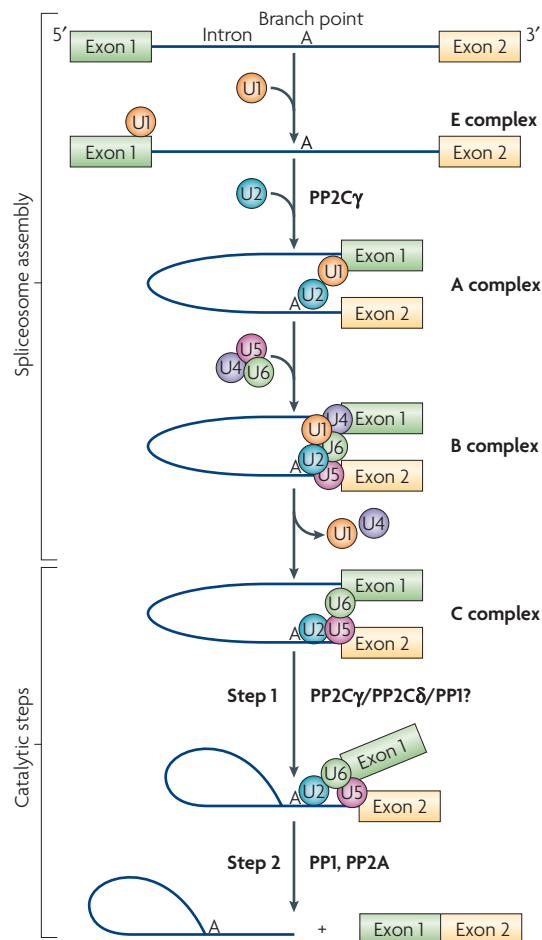 Branch point
5′ Exon 1 Intron A Exon 2 3′
U1
E complex
U1
Exon 1 A Exon 2
U2 PP2Cγ
Spliceosome assembly
Exon 1
U1
U2
A
Exon 2
A complex
U5
U4 U6
U4 Exon 1
U1
U6
U2
A
U5 Exon 2
B complex
U1 U4
Exon 1
U6
C complex
A U2 U5 Exon 2
Catalytic steps
Step 1 PP2Cγ/PP2Cδ/PP1?
Exon 1
U6
A U2 U5 Exon 2
Step 2 PP1, PP2A
A
+ Exon 1 Exon 2